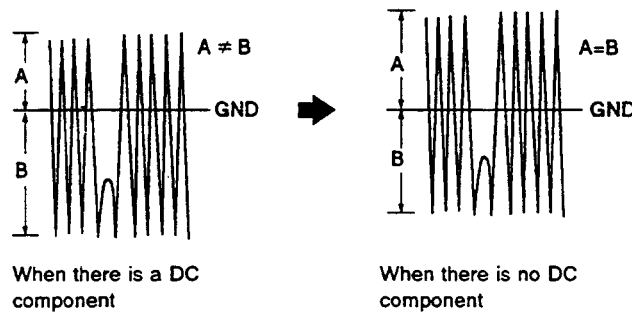 A ≠ B
A
GND
B
When there is a DC
component
A=B
A
GND
B
When there is no DC
component